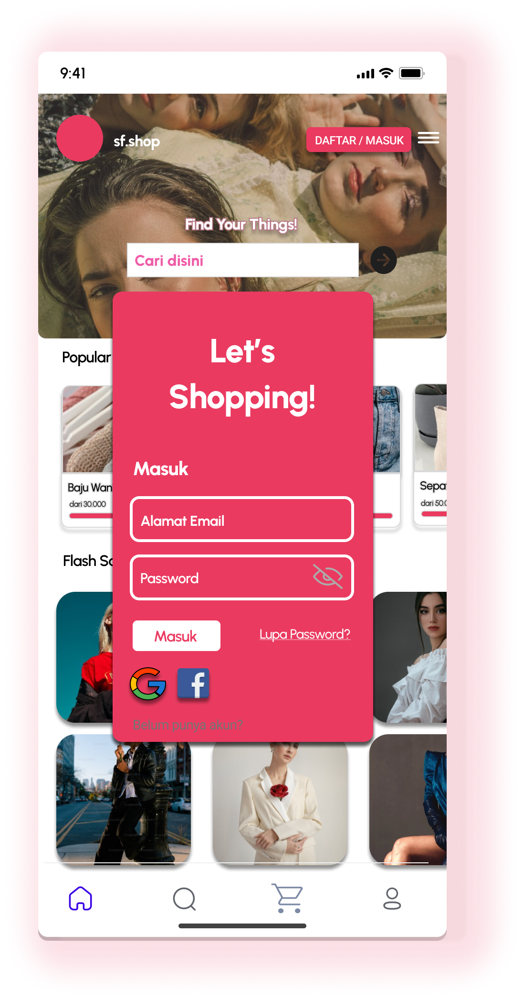 9:41
sf.shop
DAFTAR / MASUK
Find Your Things!
Cari disini
Let's
Shopping!
Popular
Baju Wan
dari 30.000
Sepa
dari 50.0
Masuk
Alamat Email
Flash Sa
Password
Masuk
Lupa Password?
Belum punya akun?